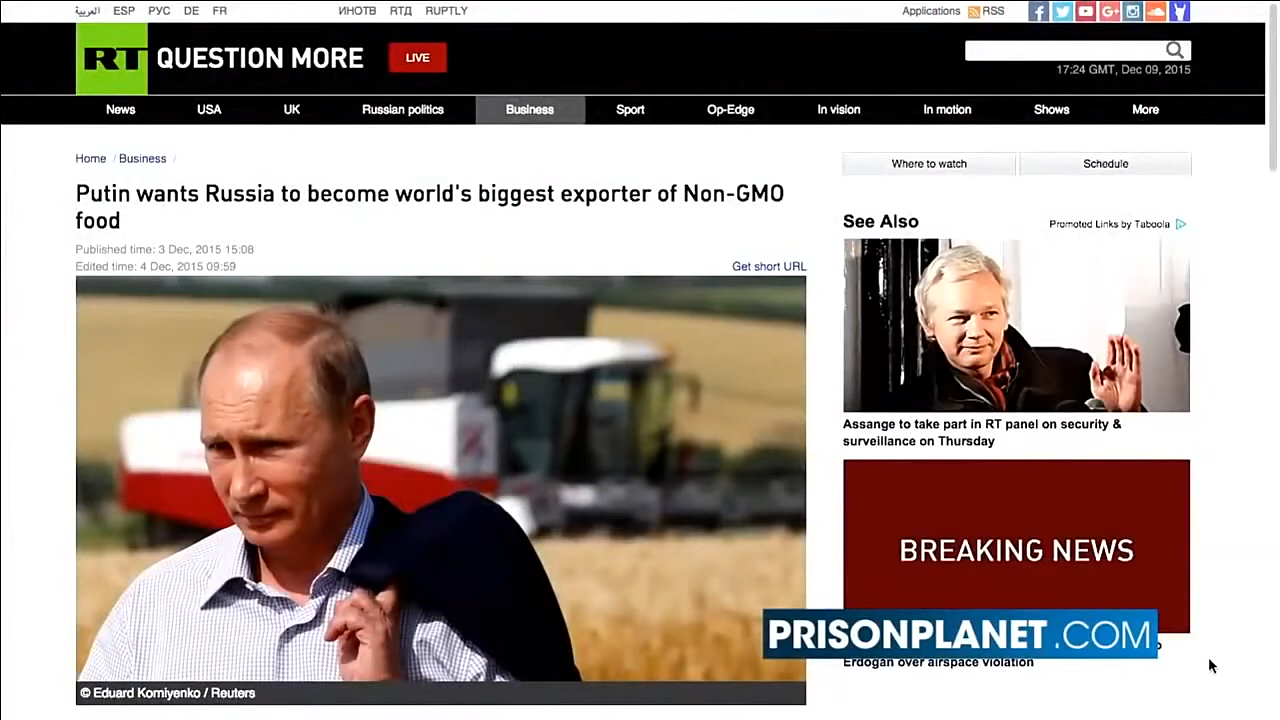 العربية ESP РУС DE FR ИНОТВ RTД RUPTLY Applications RSS
RT QUESTION MORE LIVE
17:24 GMT, Dec 09, 2015
News USA UK Russian politics Business Sport Op-Edge In vision In motion Shows More
Home / Business /
Where to watch Schedule
Putin wants Russia to become world's biggest exporter of Non-GMO
food
Published time: 3 Dec, 2015 15:08
Edited time: 4 Dec, 2015 09:59
Get short URL
© Eduard Korniyenko / Reuters
See Also Promoted Links by Taboola
Assange to take part in RT panel on security &
surveillance on Thursday
BREAKING NEWS
PRISONPLANET.COM
Erdogan over airspace violation